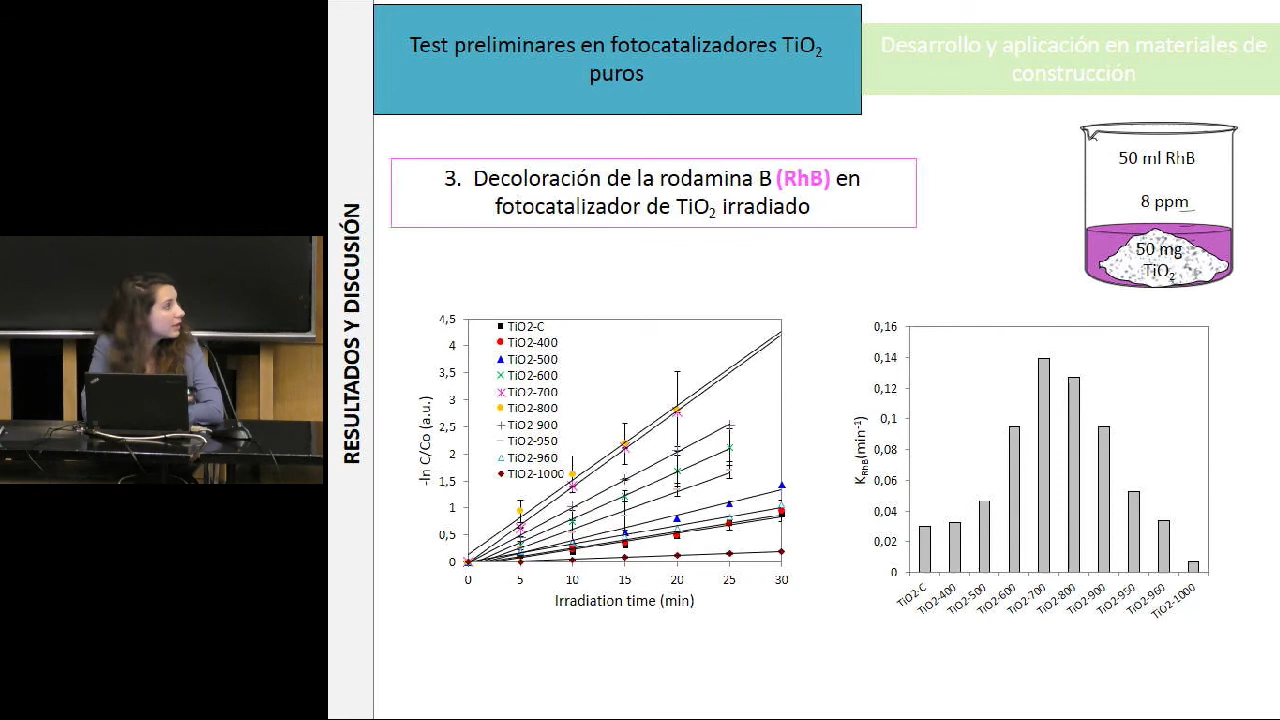 Test preliminares en fotocatalizadores TiO2
puros
Desarrollo y aplicación en materiales de
construcción
RESULTADOS Y DISCUSIÓN
3. Decoloración de la rodamina B (RhB) en
fotocatalizador de TiO2 irradiado
50 ml RhB
8 ppm
50 mg
TiO2
-ln C/Co (a.u.)
4,5
4
3,5
3
2,5
2
1,5
1
0,5
0
TiO2-C
TiO2-400
TiO2-500
TiO2-600
TiO2-700
TiO2-800
TiO2-900
TiO2-950
TiO2-960
TiO2-1000
0 5 10 15 20 25 30
Irradiation time (min)
KRhB(min-1)
0,16
0,14
0,12
0,1
0,08
0,06
0,04
0,02
0
TiO2-C
TiO2-400
TiO2-500
TiO2-600
TiO2-700
TiO2-800
TiO2-900
TiO2-950
TiO2-960
TiO2-1000